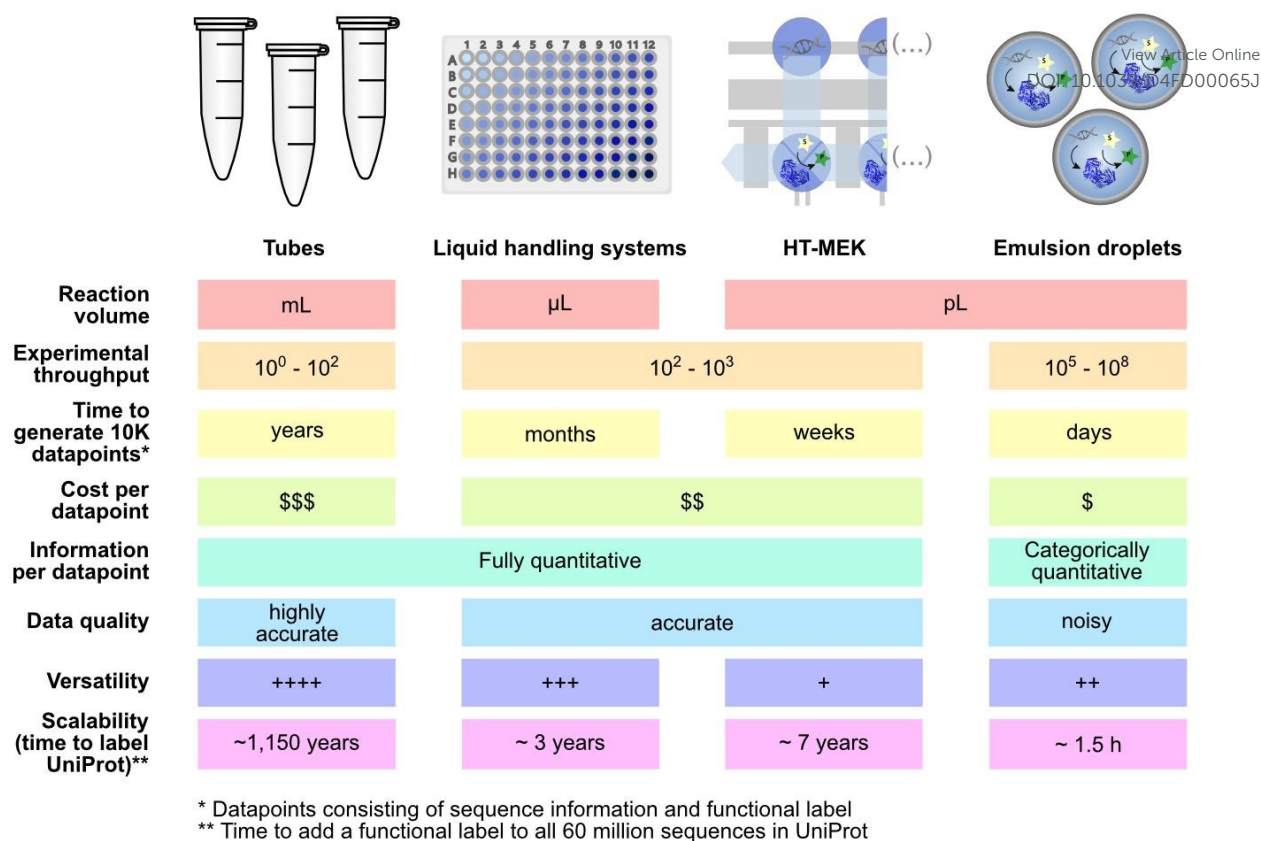 1 2 3 4 5 6 7 8 9 10 11 12
A
B
C
D
E
F
G
H
(...)
(...)
S
P
S
S
P
S
P
View Article Online
Tubes
Liquid handling systems
HT-MEK
Emulsion droplets
Reaction
volume
mL
µL
pL
Experimental
throughput
10⁰ - 10²
10² - 10³
10⁵ - 10⁸
Time to
generate 10K
datapoints*
years
months
weeks
days
Cost per
datapoint
$$$
$$
$
Information
per datapoint
Fully quantitative
Categorically
quantitative
Data quality
highly
accurate
accurate
noisy
Versatility
++++
+++
+
++
Scalability
(time to label
UniProt)**
~1,150 years
~ 3 years
~ 7 years
~ 1.5 h
* Datapoints consisting of sequence information and functional label
** Time to add a functional label to all 60 million sequences in UniProt